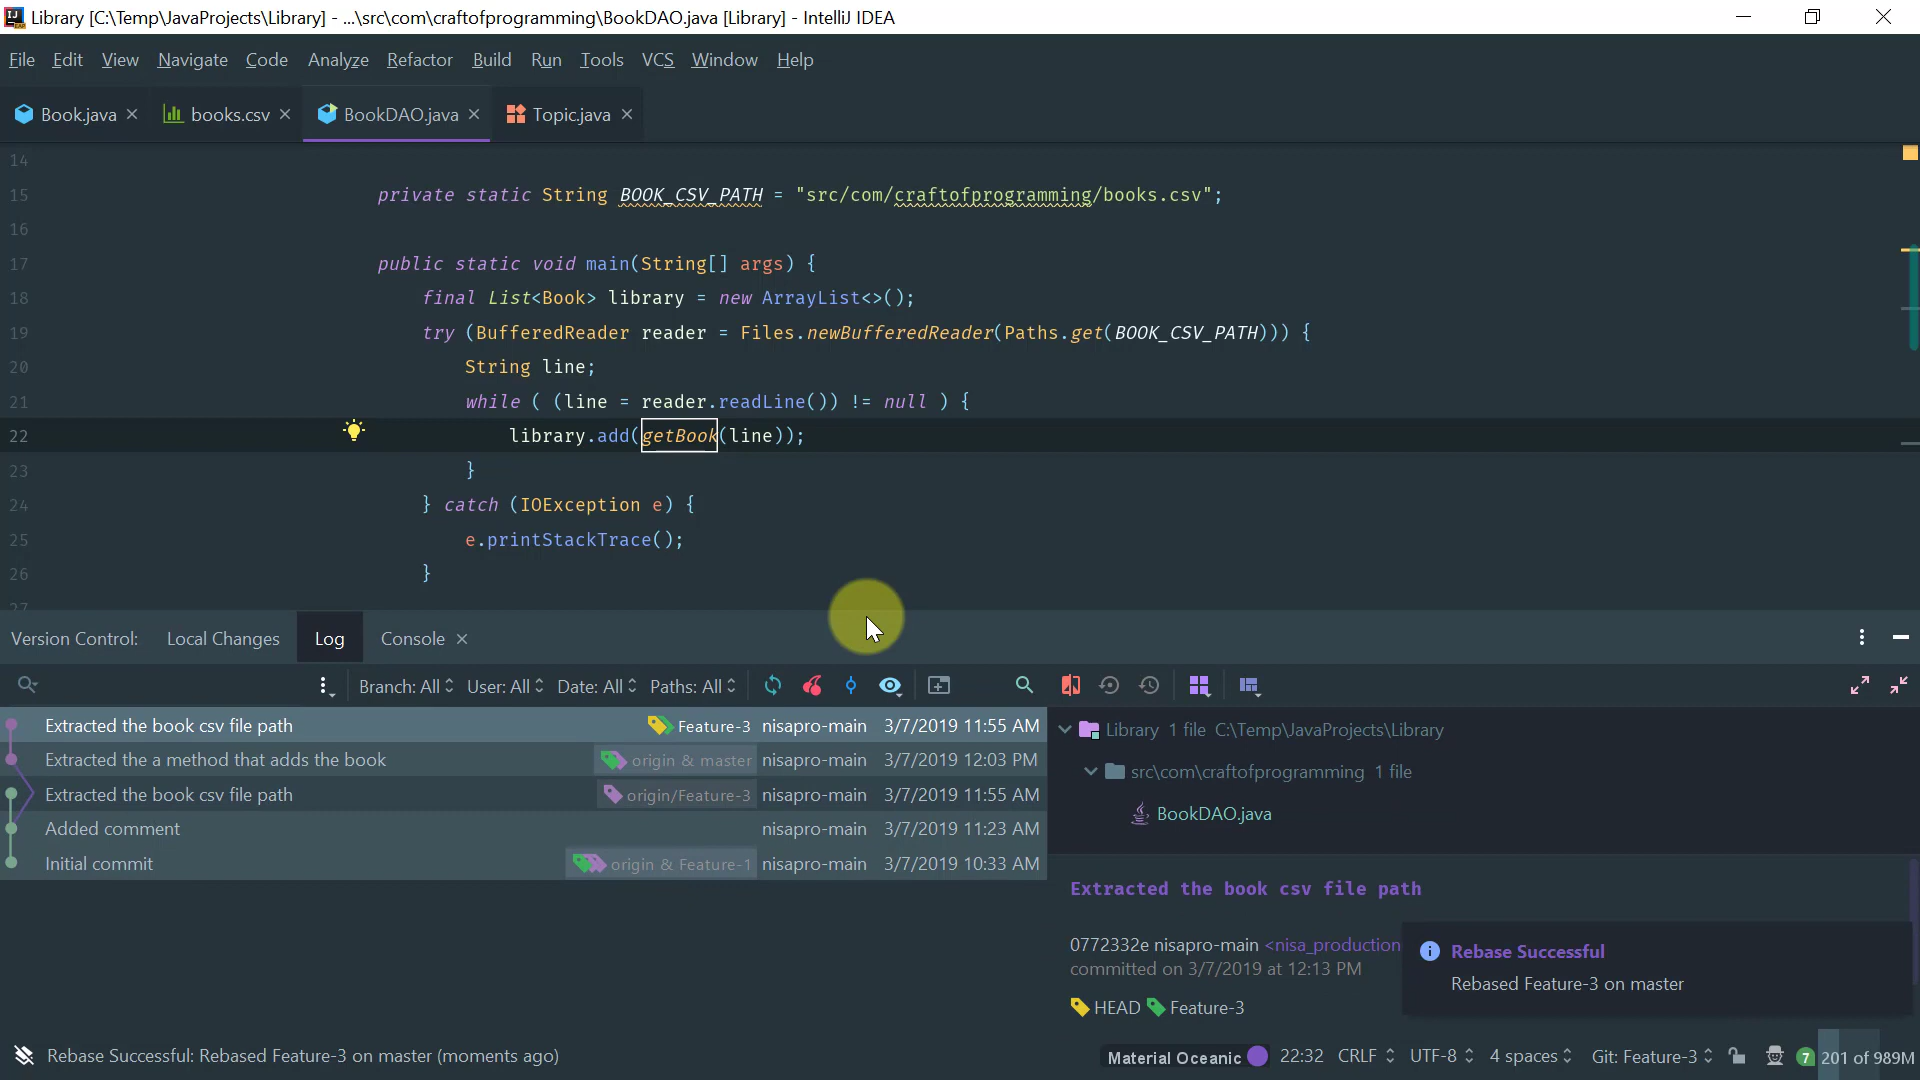 Library [C:\Temp\JavaProjects\Library] - ...\src\com\craftofprogramming\BookDAO.java [Library] - IntelliJ IDEA
File Edit View Navigate Code Analyze Refactor Build Run Tools VCS Window Help
Book.java books.csv BookDAO.java Topic.java
14
15 private static String BOOK_CSV_PATH = "src/com/craftofprogramming/books.csv";
16
17 public static void main(String[] args) {
18 final List<Book> library = new ArrayList<>();
19 try (BufferedReader reader = Files.newBufferedReader(Paths.get(BOOK_CSV_PATH))) {
20 String line;
21 while ( (line = reader.readLine()) != null ) {
22 library.add(getBook(line));
23 }
24 } catch (IOException e) {
25 e.printStackTrace();
26 }
27
Version Control: Local Changes Log Console
Branch: All User: All Date: All Paths: All
Extracted the book csv file path Feature-3 nisapro-main 3/7/2019 11:55 AM
Extracted the a method that adds the book origin & master nisapro-main 3/7/2019 12:03 PM
Extracted the book csv file path origin/Feature-3 nisapro-main 3/7/2019 11:55 AM
Added comment nisapro-main 3/7/2019 11:23 AM
Initial commit origin & Feature-1 nisapro-main 3/7/2019 10:33 AM
Library 1 file C:\Temp\JavaProjects\Library
src\com\craftofprogramming 1 file
BookDAO.java
Extracted the book csv file path
0772332e nisapro-main <nisa_production
committed on 3/7/2019 at 12:13 PM
HEAD Feature-3
Rebase Successful
Rebased Feature-3 on master
Rebase Successful: Rebased Feature-3 on master (moments ago)
Material Oceanic 22:32 CRLF UTF-8 4 spaces Git: Feature-3 7 201 of 989M